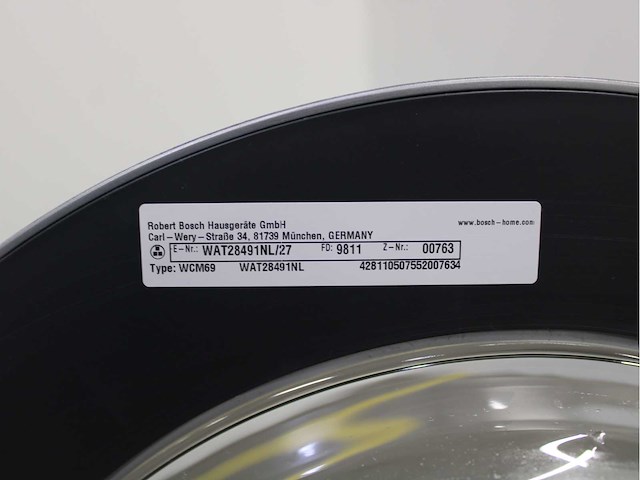 Robert Bosch Hausgeräte GmbH www.bosch-home.com
Carl-Wery-Straße 34, 81739 München, GERMANY
E-Nr.: WAT28491NL/27 FD: 9811 Z-Nr.: 00763
Type: WCM69 WAT28491NL 428110507552007634